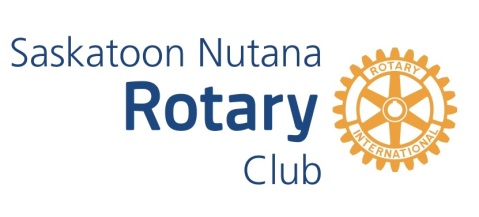 Saskatoon Nutana
Rotary
Club
ROTARY
INTERNATIONAL